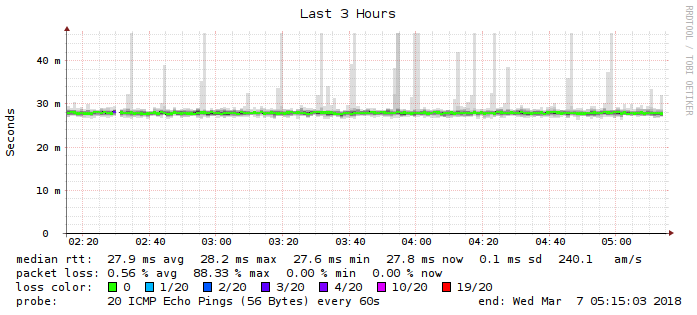 Last 3 Hours
RRDTOOL / TOBI OETIKER
Seconds
40 m
30 m
20 m
10 m
0
02:20 02:40 03:00 03:20 03:40 04:00 04:20 04:40 05:00
median rtt: 27.9 ms avg 28.2 ms max 27.6 ms min 27.8 ms now 0.1 ms sd 240.1 am/s
packet loss: 0.56 % avg 88.33 % max 0.00 % min 0.00 % now
loss color: 0 1/20 2/20 3/20 4/20 10/20 19/20
probe: 20 ICMP Echo Pings (56 Bytes) every 60s end: Wed Mar 7 05:15:03 2018